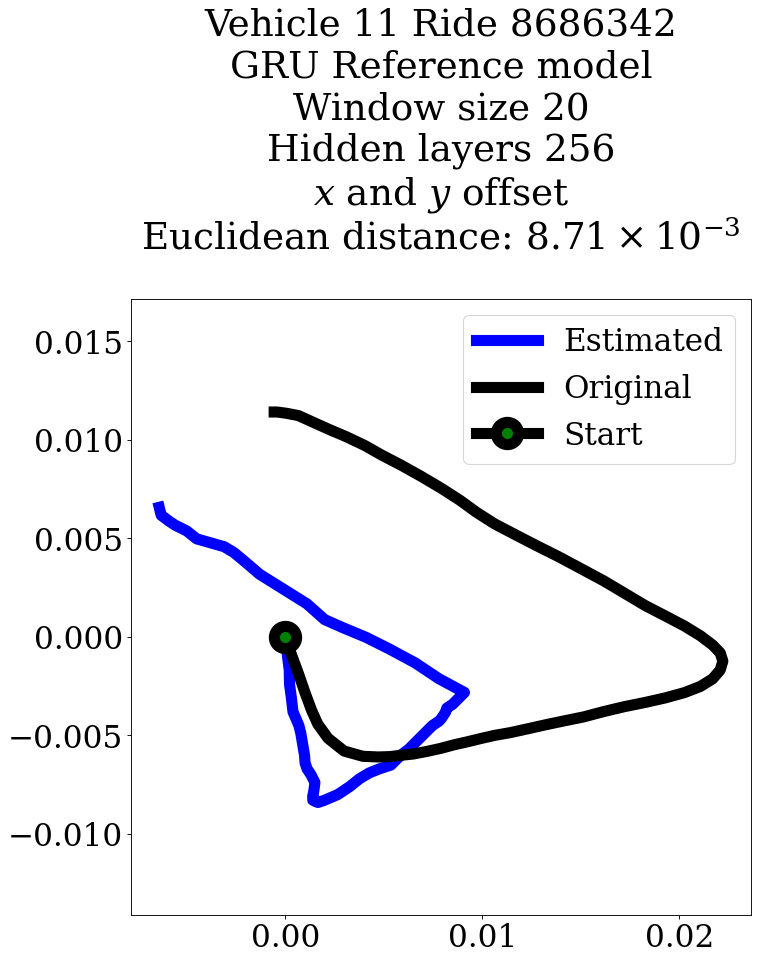 Vehicle 11 Ride 8686342
GRU Reference model
Window size 20
Hidden layers 256
x and y offset
Euclidean distance: 8.71 × 10⁻³
Estimated
Original
Start
0.015
0.010
0.005
0.000
−0.005
−0.010
0.00 0.01 0.02